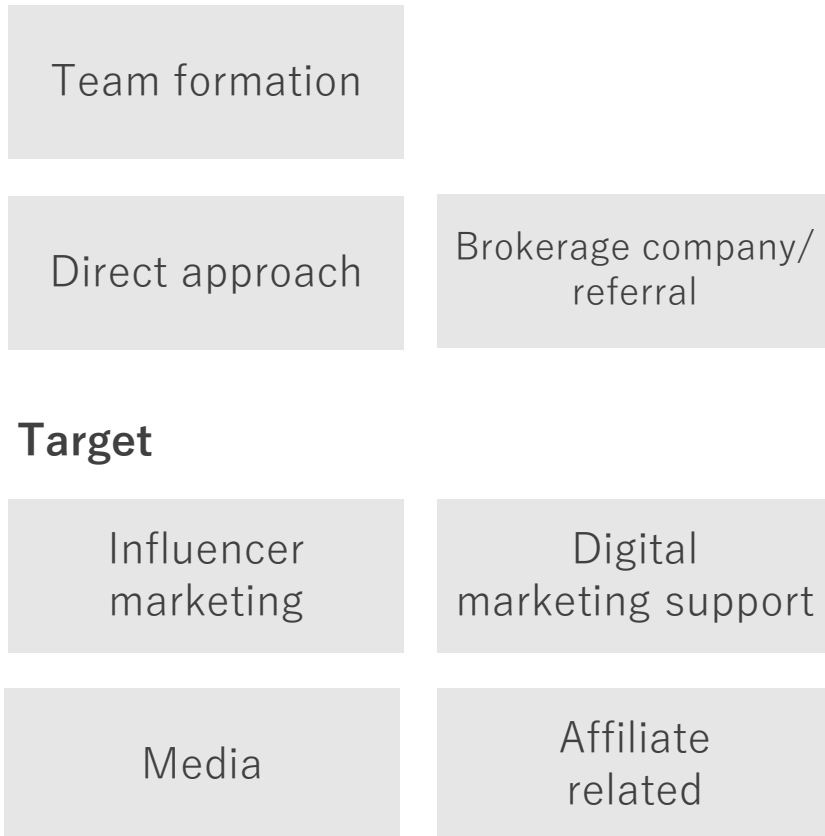 Team formation
Direct approach
Brokerage company/
referral
Target
Influencer
marketing
Digital
marketing support
Media
Affiliate
related